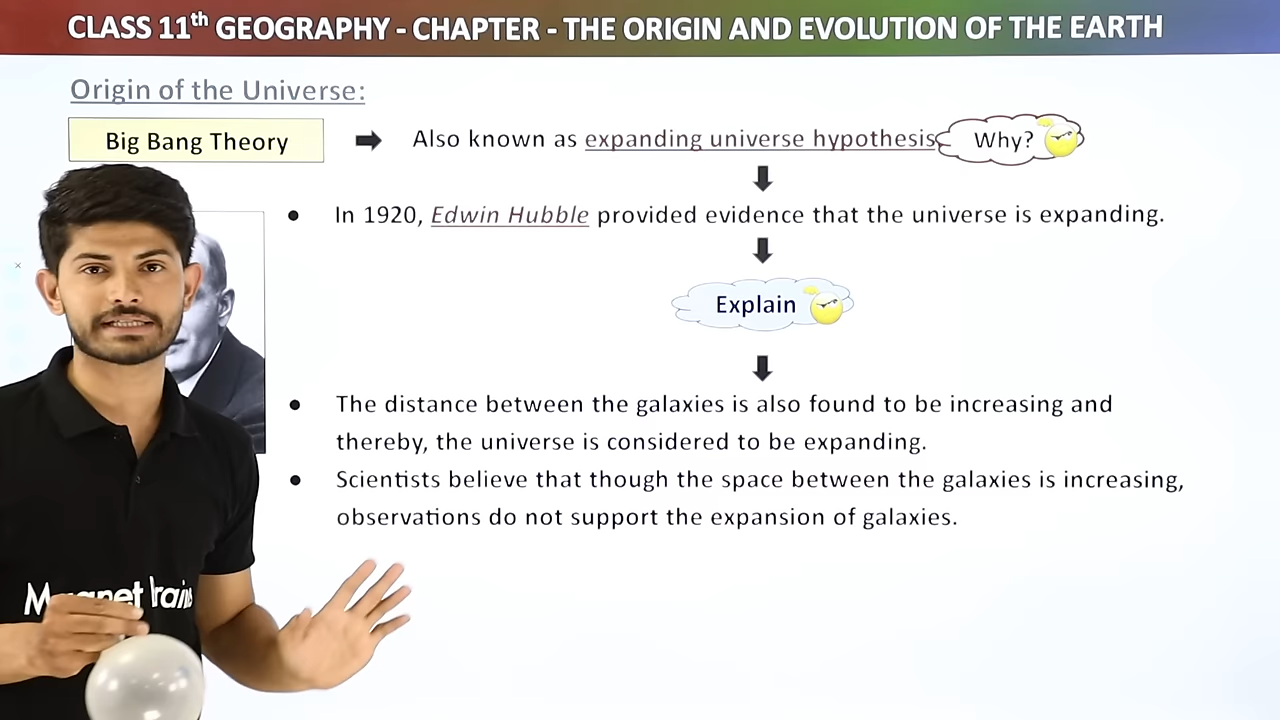 CLASS 11th GEOGRAPHY - CHAPTER - THE ORIGIN AND EVOLUTION OF THE EARTH
Origin of the Universe:
Big Bang Theory
Also known as expanding universe hypothesis
Why?
In 1920, Edwin Hubble provided evidence that the universe is expanding.
Explain
The distance between the galaxies is also found to be increasing and
thereby, the universe is considered to be expanding.
Scientists believe that though the space between the galaxies is increasing,
observations do not support the expansion of galaxies.
Magnet Brains